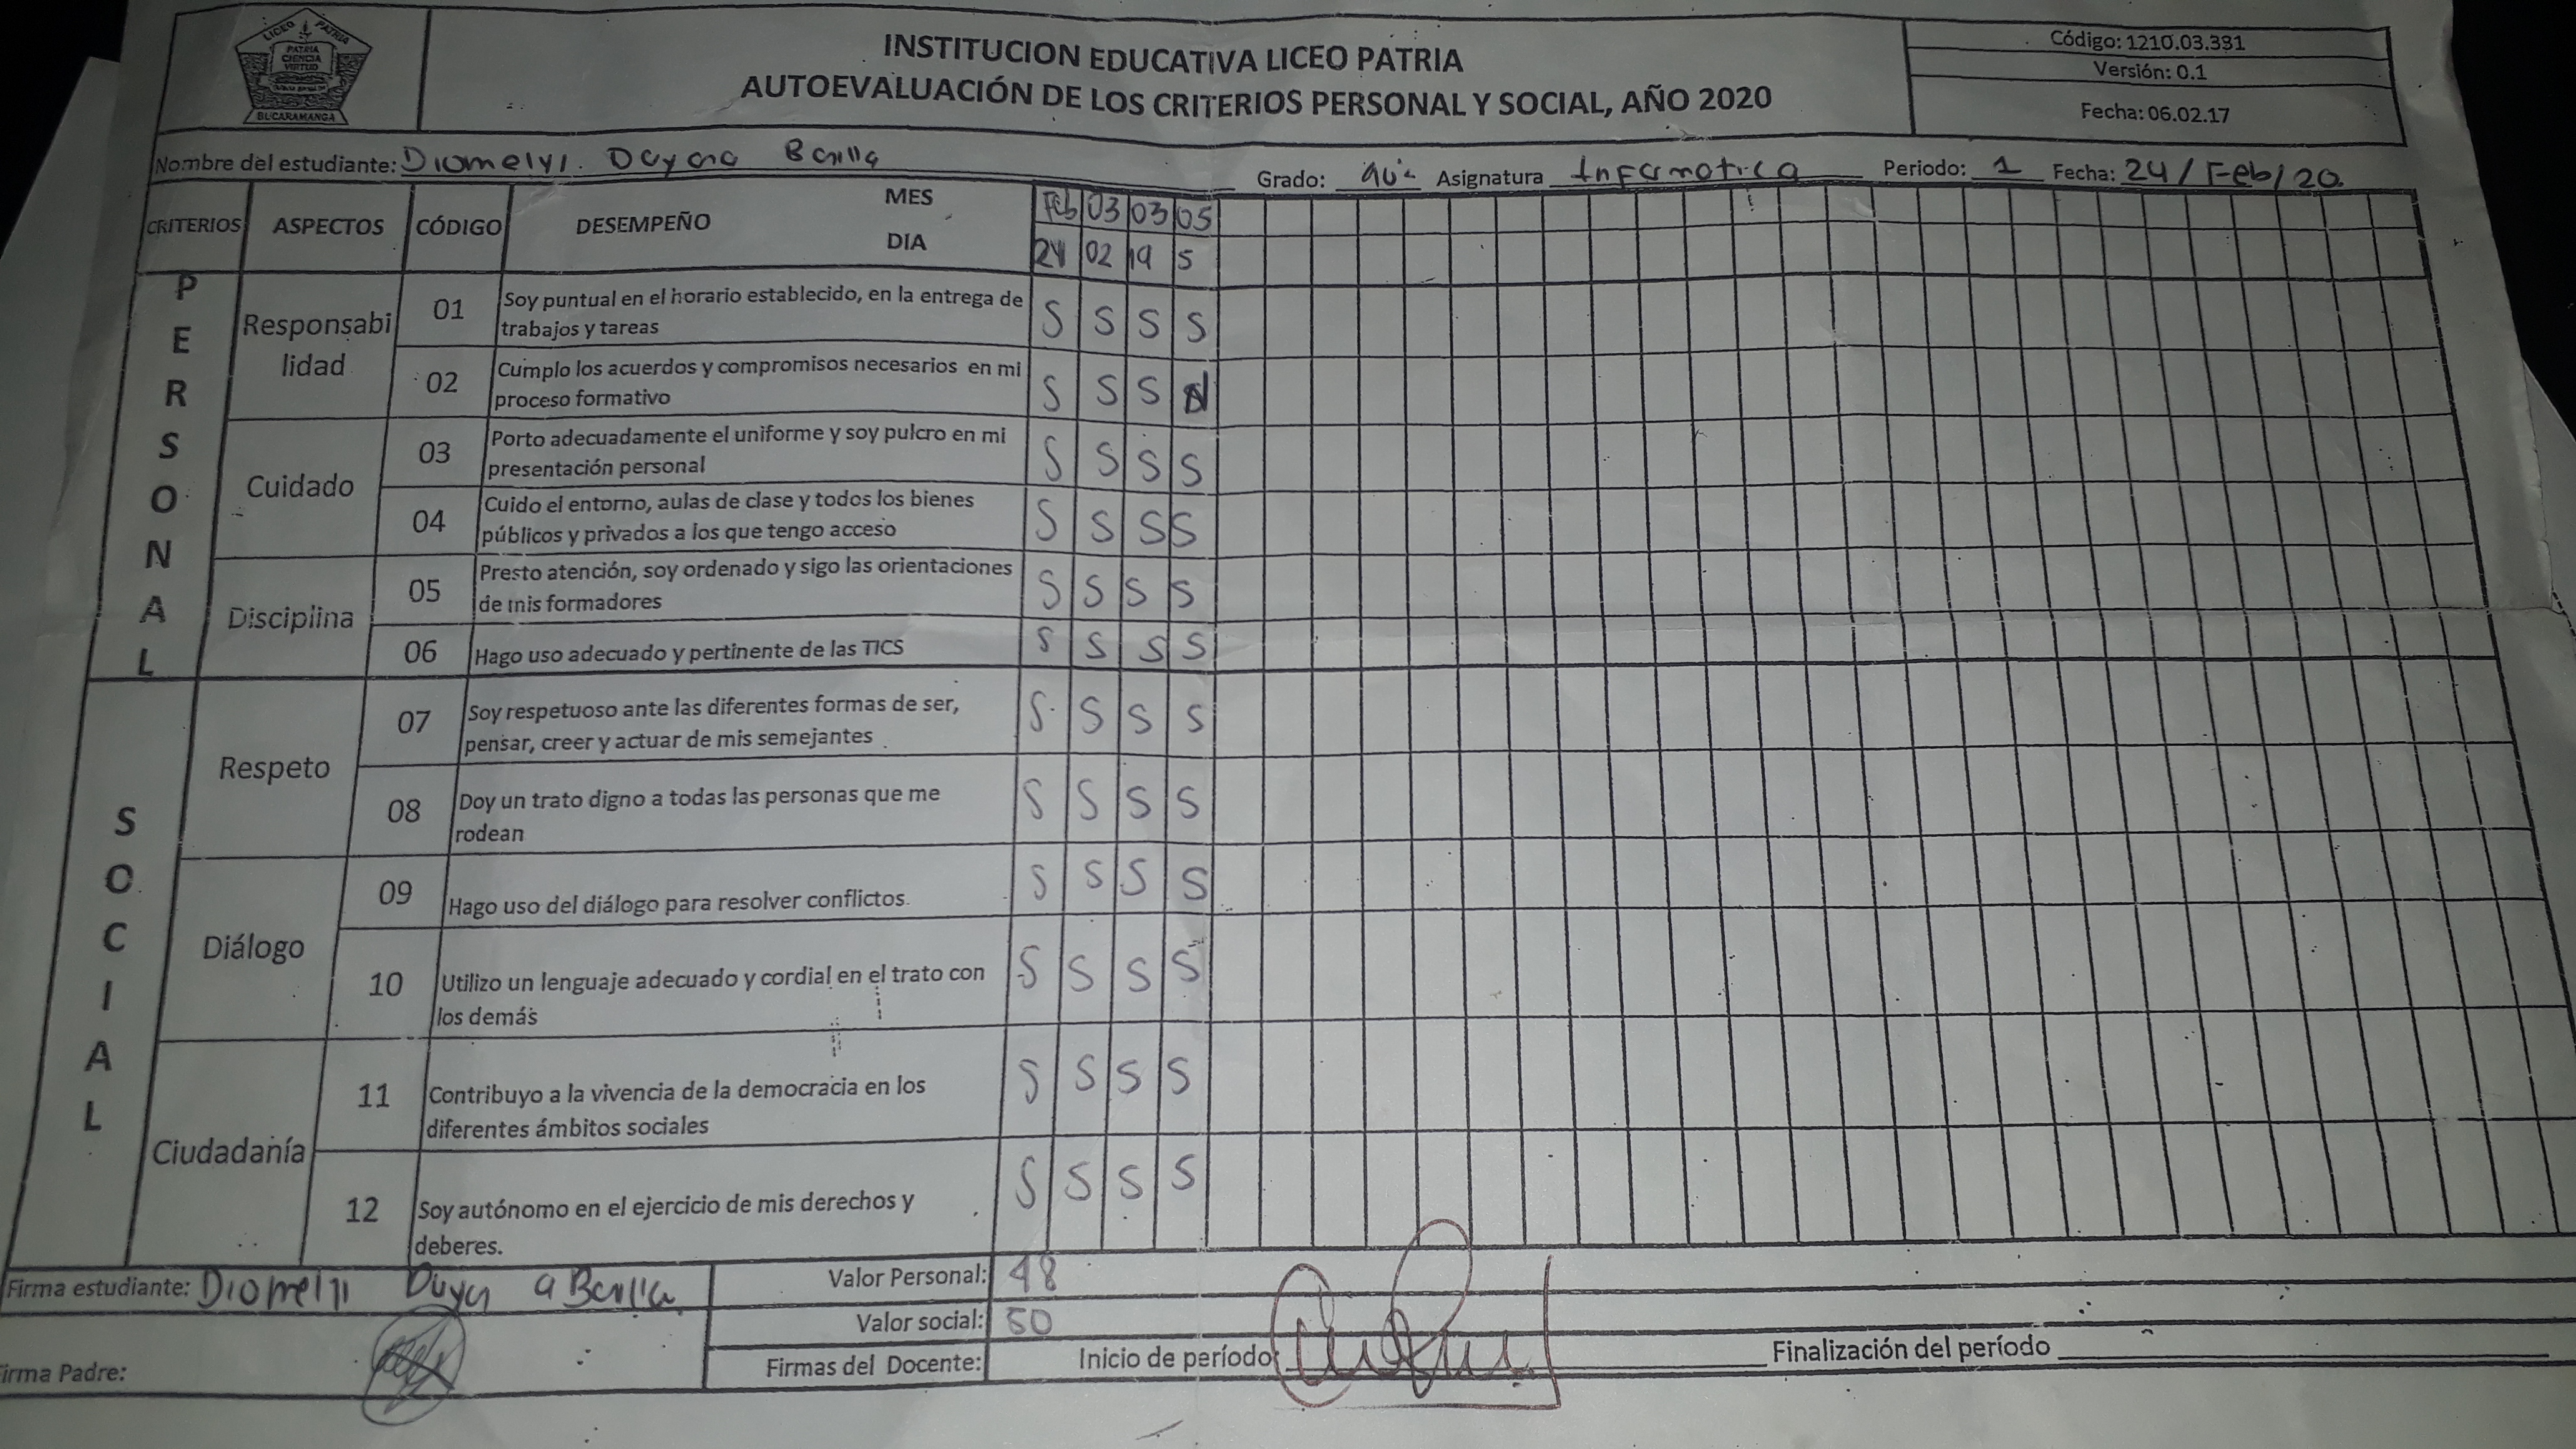 LICEO PATRIA
PATRIA
CIENCIA
VIRTUD
BUCARAMANGA
INSTITUCION EDUCATIVA LICEO PATRIA
AUTOEVALUACIÓN DE LOS CRITERIOS PERSONAL Y SOCIAL, AÑO 2020
Código: 1210.03.331
Versión: 0.1
Fecha: 06.02.17
Nombre del estudiante: Diomelyi. Dayana Barilla
Grado: Asignatura Informatica Periodo: 1 Fecha: 24/Feb/20.
CRITERIOS ASPECTOS CÓDIGO DESEMPEÑO MES Feb 03 03 05
DIA 24 02 19 5
PERSONAL
Responsabi
lidad
01 Soy puntual en el horario establecido, en la entrega de
trabajos y tareas S S S S
02 Cumplo los acuerdos y compromisos necesarios en mi
proceso formativo S S S N
Cuidado
03 Porto adecuadamente el uniforme y soy pulcro en mi
presentación personal S S S S
04 Cuido el entorno, aulas de clase y todos los bienes
públicos y privados a los que tengo acceso S S S S
Disciplina
05 Presto atención, soy ordenado y sigo las orientaciones
de mis formadores S S S S
06 Hago uso adecuado y pertinente de las TICS S S S S
SOCIAL
Respeto
07 Soy respetuoso ante las diferentes formas de ser,
pensar, creer y actuar de mis semejantes S S S S
08 Doy un trato digno a todas las personas que me
rodean S S S S
Diálogo
09 Hago uso del diálogo para resolver conflictos. S S S S
10 Utilizo un lenguaje adecuado y cordial en el trato con
los demás S S S S
Ciudadanía
11 Contribuyo a la vivencia de la democracia en los
diferentes ámbitos sociales S S S S
12 Soy autónomo en el ejercicio de mis derechos y
deberes. S S S S
Firma estudiante: Diomelyi Dayana Barilla
Valor Personal: 48
Valor social: 50
Firma Padre:
Firmas del Docente: Inicio de período: Finalización del período